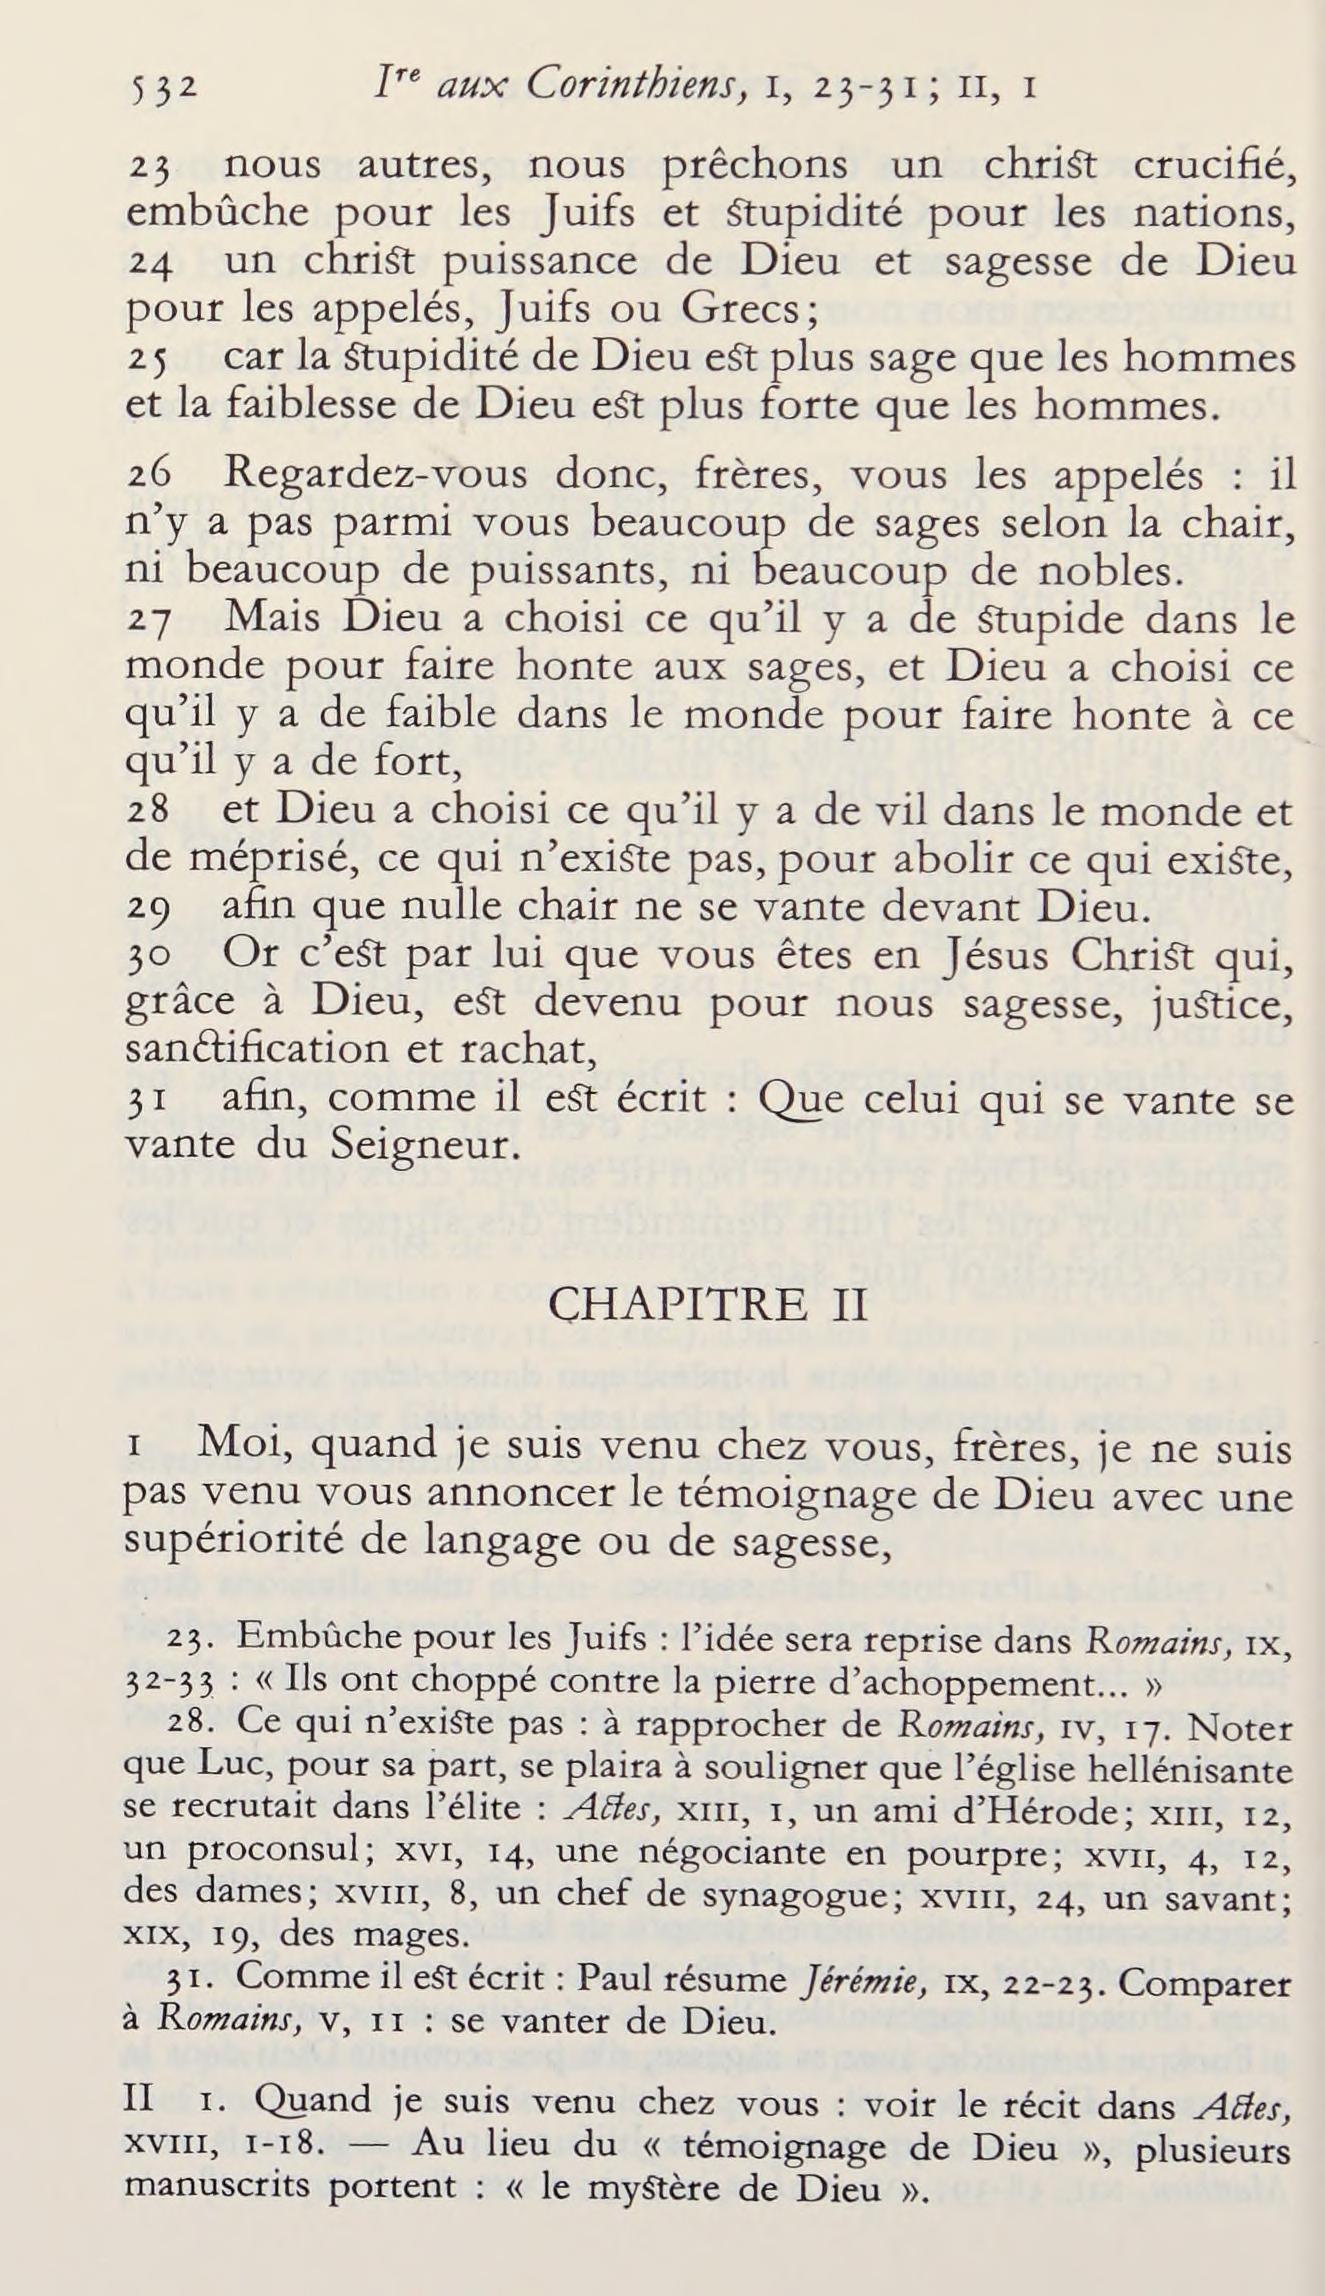 532 Ire aux Corinthiens, I, 23-31; II, 1
23 nous autres, nous prêchons un christ crucifié,
embûche pour les Juifs et stupidité pour les nations,
24 un christ puissance de Dieu et sagesse de Dieu
pour les appelés, Juifs ou Grecs;
25 car la stupidité de Dieu est plus sage que les hommes
et la faiblesse de Dieu est plus forte que les hommes.
26 Regardez-vous donc, frères, vous les appelés : il
n'y a pas parmi vous beaucoup de sages selon la chair,
ni beaucoup de puissants, ni beaucoup de nobles.
27 Mais Dieu a choisi ce qu'il y a de stupide dans le
monde pour faire honte aux sages, et Dieu a choisi ce
qu'il y a de faible dans le monde pour faire honte à ce
qu'il y a de fort,
28 et Dieu a choisi ce qu'il y a de vil dans le monde et
de méprisé, ce qui n'existe pas, pour abolir ce qui existe,
29 afin que nulle chair ne se vante devant Dieu.
30 Or c'est par lui que vous êtes en Jésus Christ qui,
grâce à Dieu, est devenu pour nous sagesse, justice,
sanctification et rachat,
31 afin, comme il est écrit : Que celui qui se vante se
vante du Seigneur.
CHAPITRE II
1 Moi, quand je suis venu chez vous, frères, je ne suis
pas venu vous annoncer le témoignage de Dieu avec une
supériorité de langage ou de sagesse,
23. Embûche pour les Juifs : l'idée sera reprise dans Romains, IX,
32-33 : « Ils ont choppé contre la pierre d'achoppement... »
28. Ce qui n'existe pas : à rapprocher de Romains, IV, 17. Noter
que Luc, pour sa part, se plaira à souligner que l'église hellénisante
se recrutait dans l'élite : Actes, XIII, 1, un ami d'Hérode; XIII, 12,
un proconsul; XVI, 14, une négociante en pourpre; XVII, 4, 12,
des dames; XVIII, 8, un chef de synagogue; XVIII, 24, un savant;
XIX, 19, des mages.
31. Comme il est écrit : Paul résume Jérémie, IX, 22-23. Comparer
à Romains, V, 11 : se vanter de Dieu.
II 1. Quand je suis venu chez vous : voir le récit dans Actes,
XVIII, 1-18. — Au lieu du « témoignage de Dieu », plusieurs
manuscrits portent : « le mystère de Dieu ».